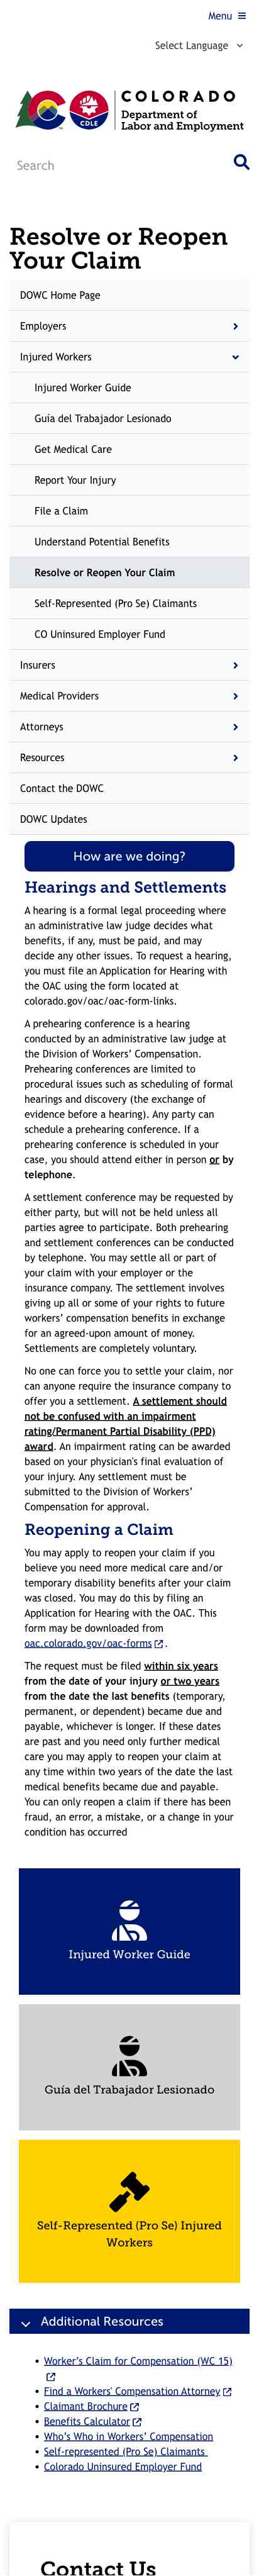 Menu
Select Language
COLORADO
Department of
Labor and Employment
CDLE
Search
Resolve or Reopen
Your Claim
DOWC Home Page
Employers
Injured Workers
Injured Worker Guide
Guía del Trabajador Lesionado
Get Medical Care
Report Your Injury
File a Claim
Understand Potential Benefits
Resolve or Reopen Your Claim
Self-Represented (Pro Se) Claimants
CO Uninsured Employer Fund
Insurers
Medical Providers
Attorneys
Resources
Contact the DOWC
DOWC Updates
How are we doing?
Hearings and Settlements
A hearing is a formal legal proceeding where
an administrative law judge decides what
benefits, if any, must be paid, and may
decide any other issues. To request a hearing,
you must file an Application for Hearing with
the OAC using the form located at
colorado.gov/oac/oac-form-links.
A preheraing conference is a hearing
conducted by an administrative law judge at
the Division of Workers’ Compensation.
Prehearing conferences are limited to
procedural issues such as scheduling of formal
hearings and discovery (the exchange of
evidence before a hearing). Any party can
schedule a prehearing conference. If a
prehearing conference is scheduled in your
case, you should attend either in person or by
telephone.
A settlement conference may be requested by
either party, but will not be held unless all
parties agree to participate. Both prehearing
and settlement conferences can be conducted
by telephone. You may settle all or part of
your claim with your employer or the
insurance company. The settlement involves
giving up all or some of your rights to future
workers’ compensation benefits in exchange
for an agreed-upon amount of money.
Settlements are completely voluntary.
No one can force you to settle your claim, nor
can anyone require the insurance company to
offer you a settlement. A settlement should
not be confused with an impairment
rating/Permanent Partial Disability (PPD)
award. An impairment rating can be awarded
based on your physician's final evaluation of
your injury. Any settlement must be
submitted to the Division of Workers’
Compensation for approval.
Reopening a Claim
You may apply to reopen your claim if you
believe you need more medical care and/or
temporary disability benefits after your claim
was closed. You may do this by filing an
Application for Hearing with the OAC. This
form may be downloaded from
oac.colorado.gov/oac-forms.
The request must be filed within six years
from the date of your injury or two years
from the date the last benefits (temporary,
permanent, or dependent) became due and
payable, whichever is longer. If these dates
are past and you need only further medical
care you may apply to reopen your claim at
any time within two years of the date the last
medical benefits became due and payable.
You can only reopen a claim if there has been
fraud, an error, a mistake, or a change in your
condition has occurred
Injured Worker Guide
Guía del Trabajador Lesionado
Self-Represented (Pro Se) Injured
Workers
Additional Resources
Worker’s Claim for Compensation (WC 15)
Find a Workers' Compensation Attorney
Claimant Brochure
Benefits Calculator
Who’s Who in Workers’ Compensation
Self-represented (Pro Se) Claimants
Colorado Uninsured Employer Fund
Contact Us